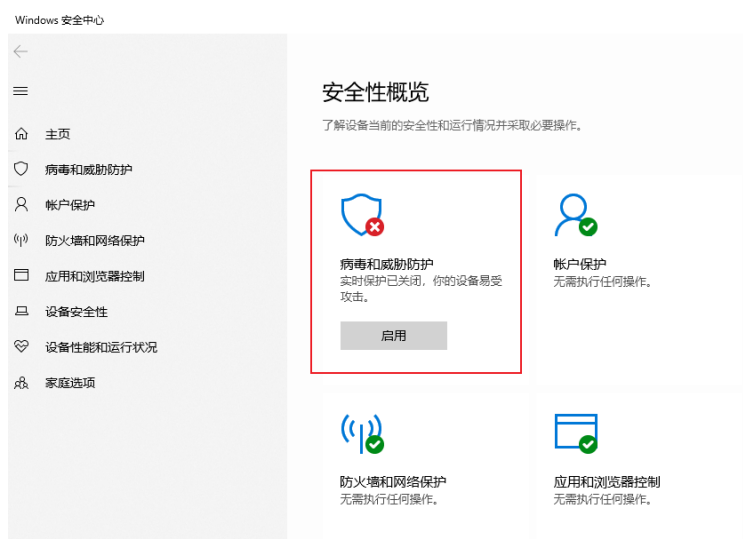 Windows 安全中心
主页
病毒和威胁防护
帐户保护
防火墙和网络保护
应用和浏览器控制
设备安全性
设备性能和运行状况
家庭选项
安全性概览
了解设备当前的安全性和运行情况并采取必要操作。
病毒和威胁防护
实时保护已关闭，你的设备易受
攻击。
启用
帐户保护
无需执行任何操作。
防火墙和网络保护
无需执行任何操作。
应用和浏览器控制
无需执行任何操作。